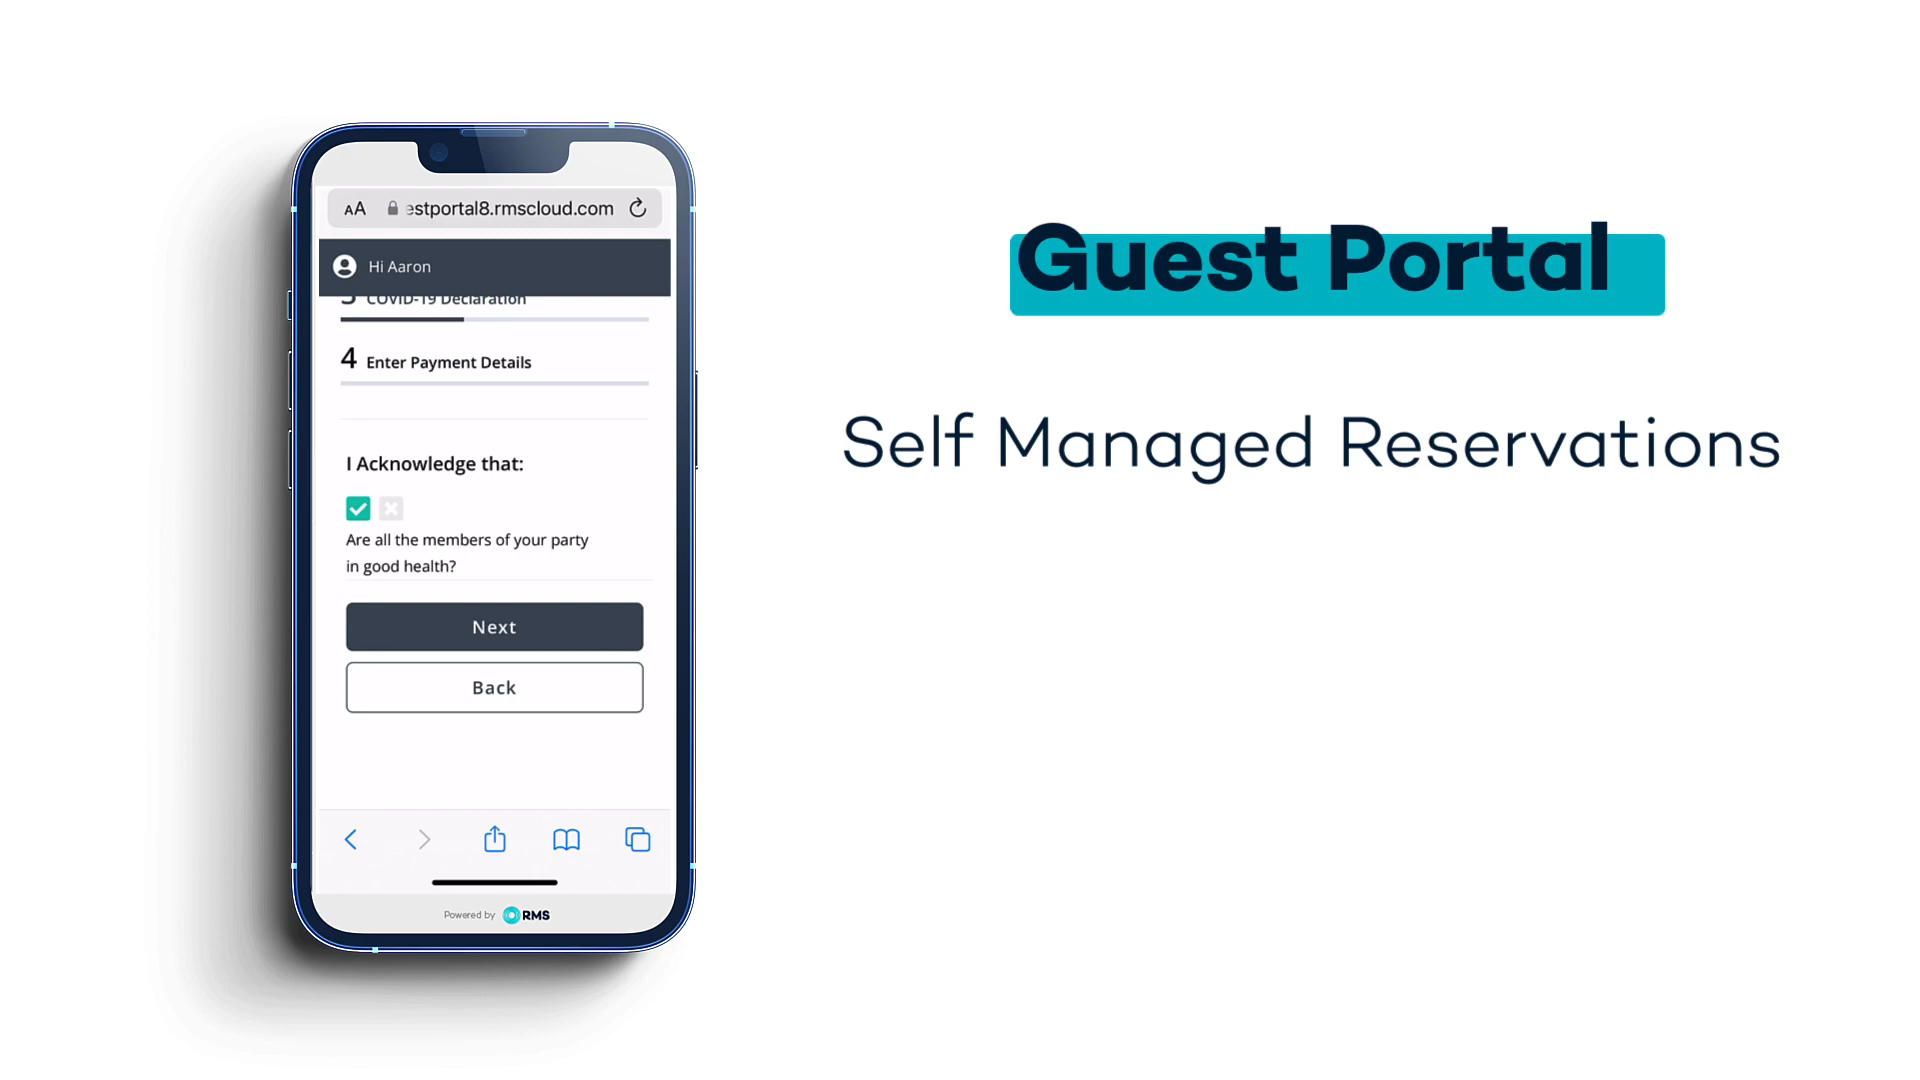 AA estportal8.rmscloud.com
Hi Aaron
3 COVID-19 Declaration
4 Enter Payment Details
I Acknowledge that:
Are all the members of your party
in good health?
Next
Back
Powered by RMS
Guest Portal
Self Managed Reservations